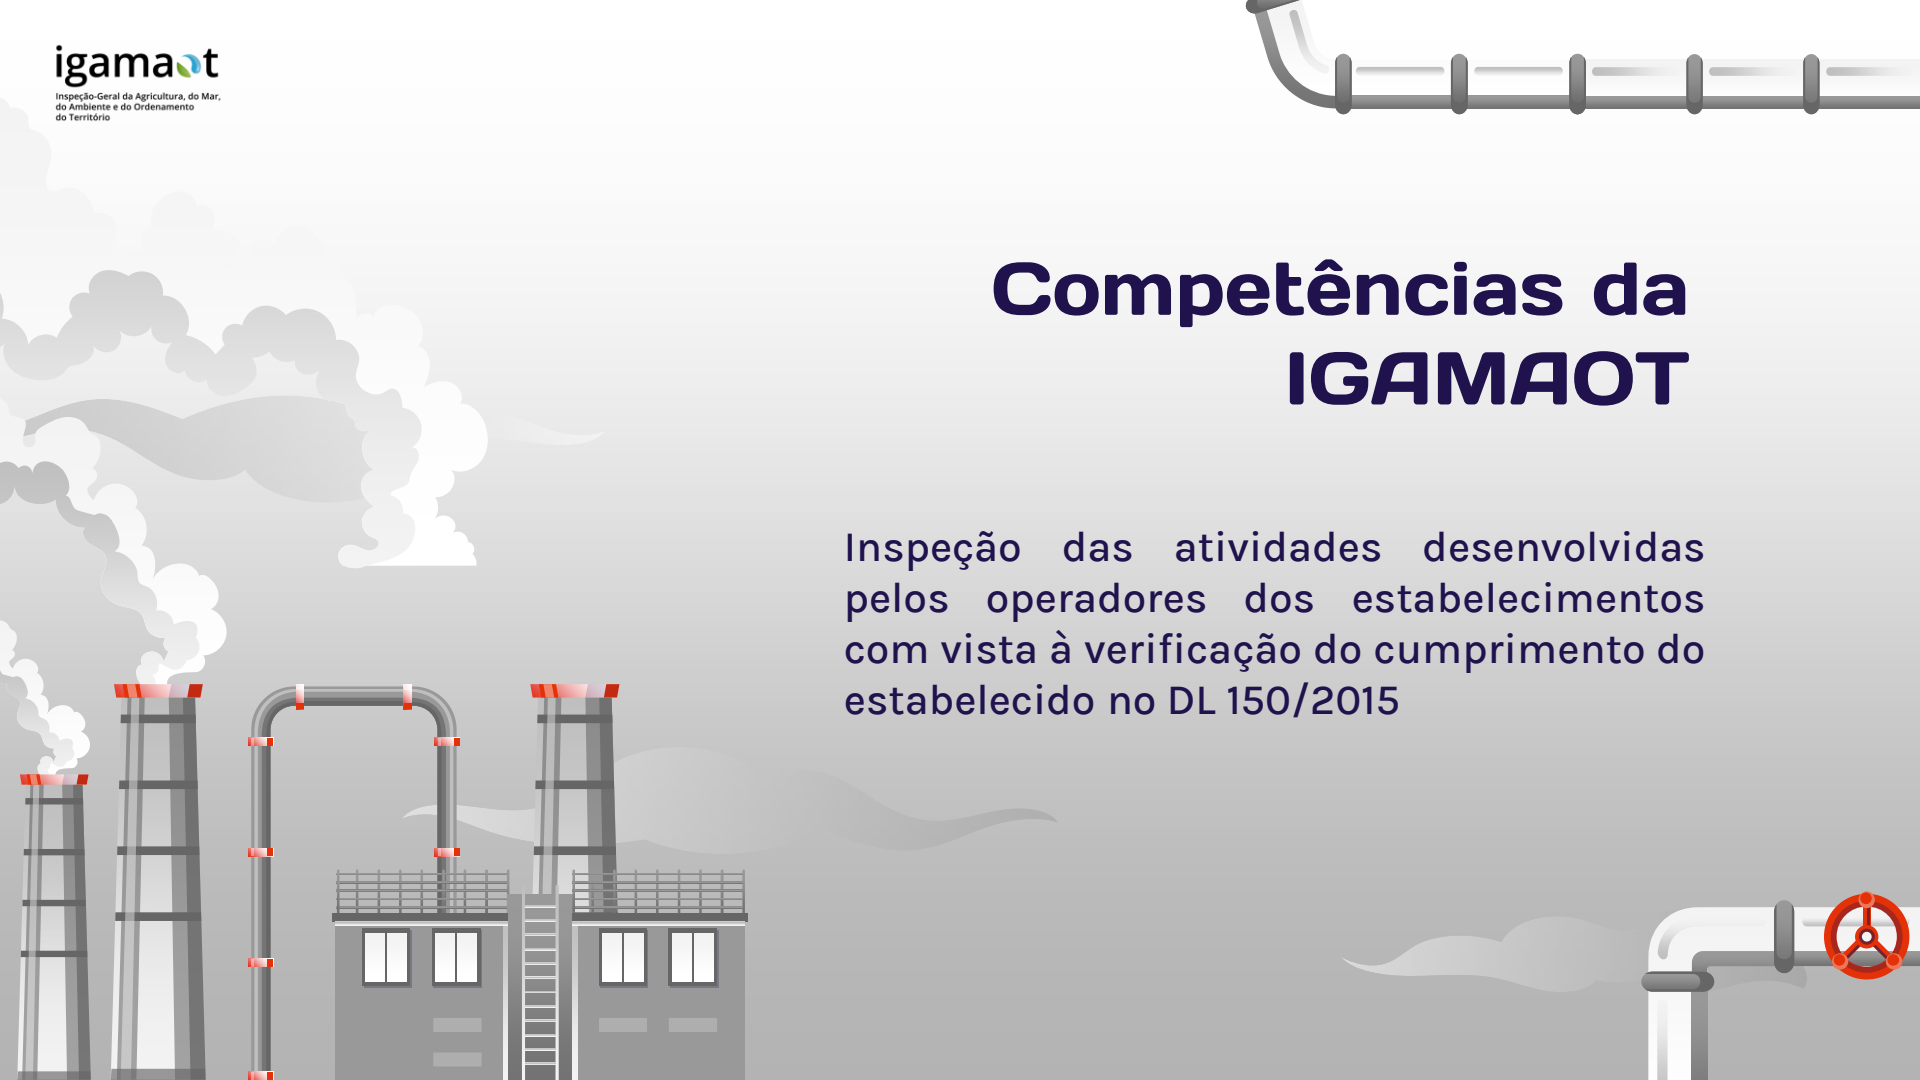 igamaot
Inspeção-Geral da Agricultura, do Mar,
do Ambiente e do Ordenamento
do Território
Competências da
IGAMAOT
Inspeção das atividades desenvolvidas
pelos operadores dos estabelecimentos
com vista à verificação do cumprimento do
estabelecido no DL 150/2015